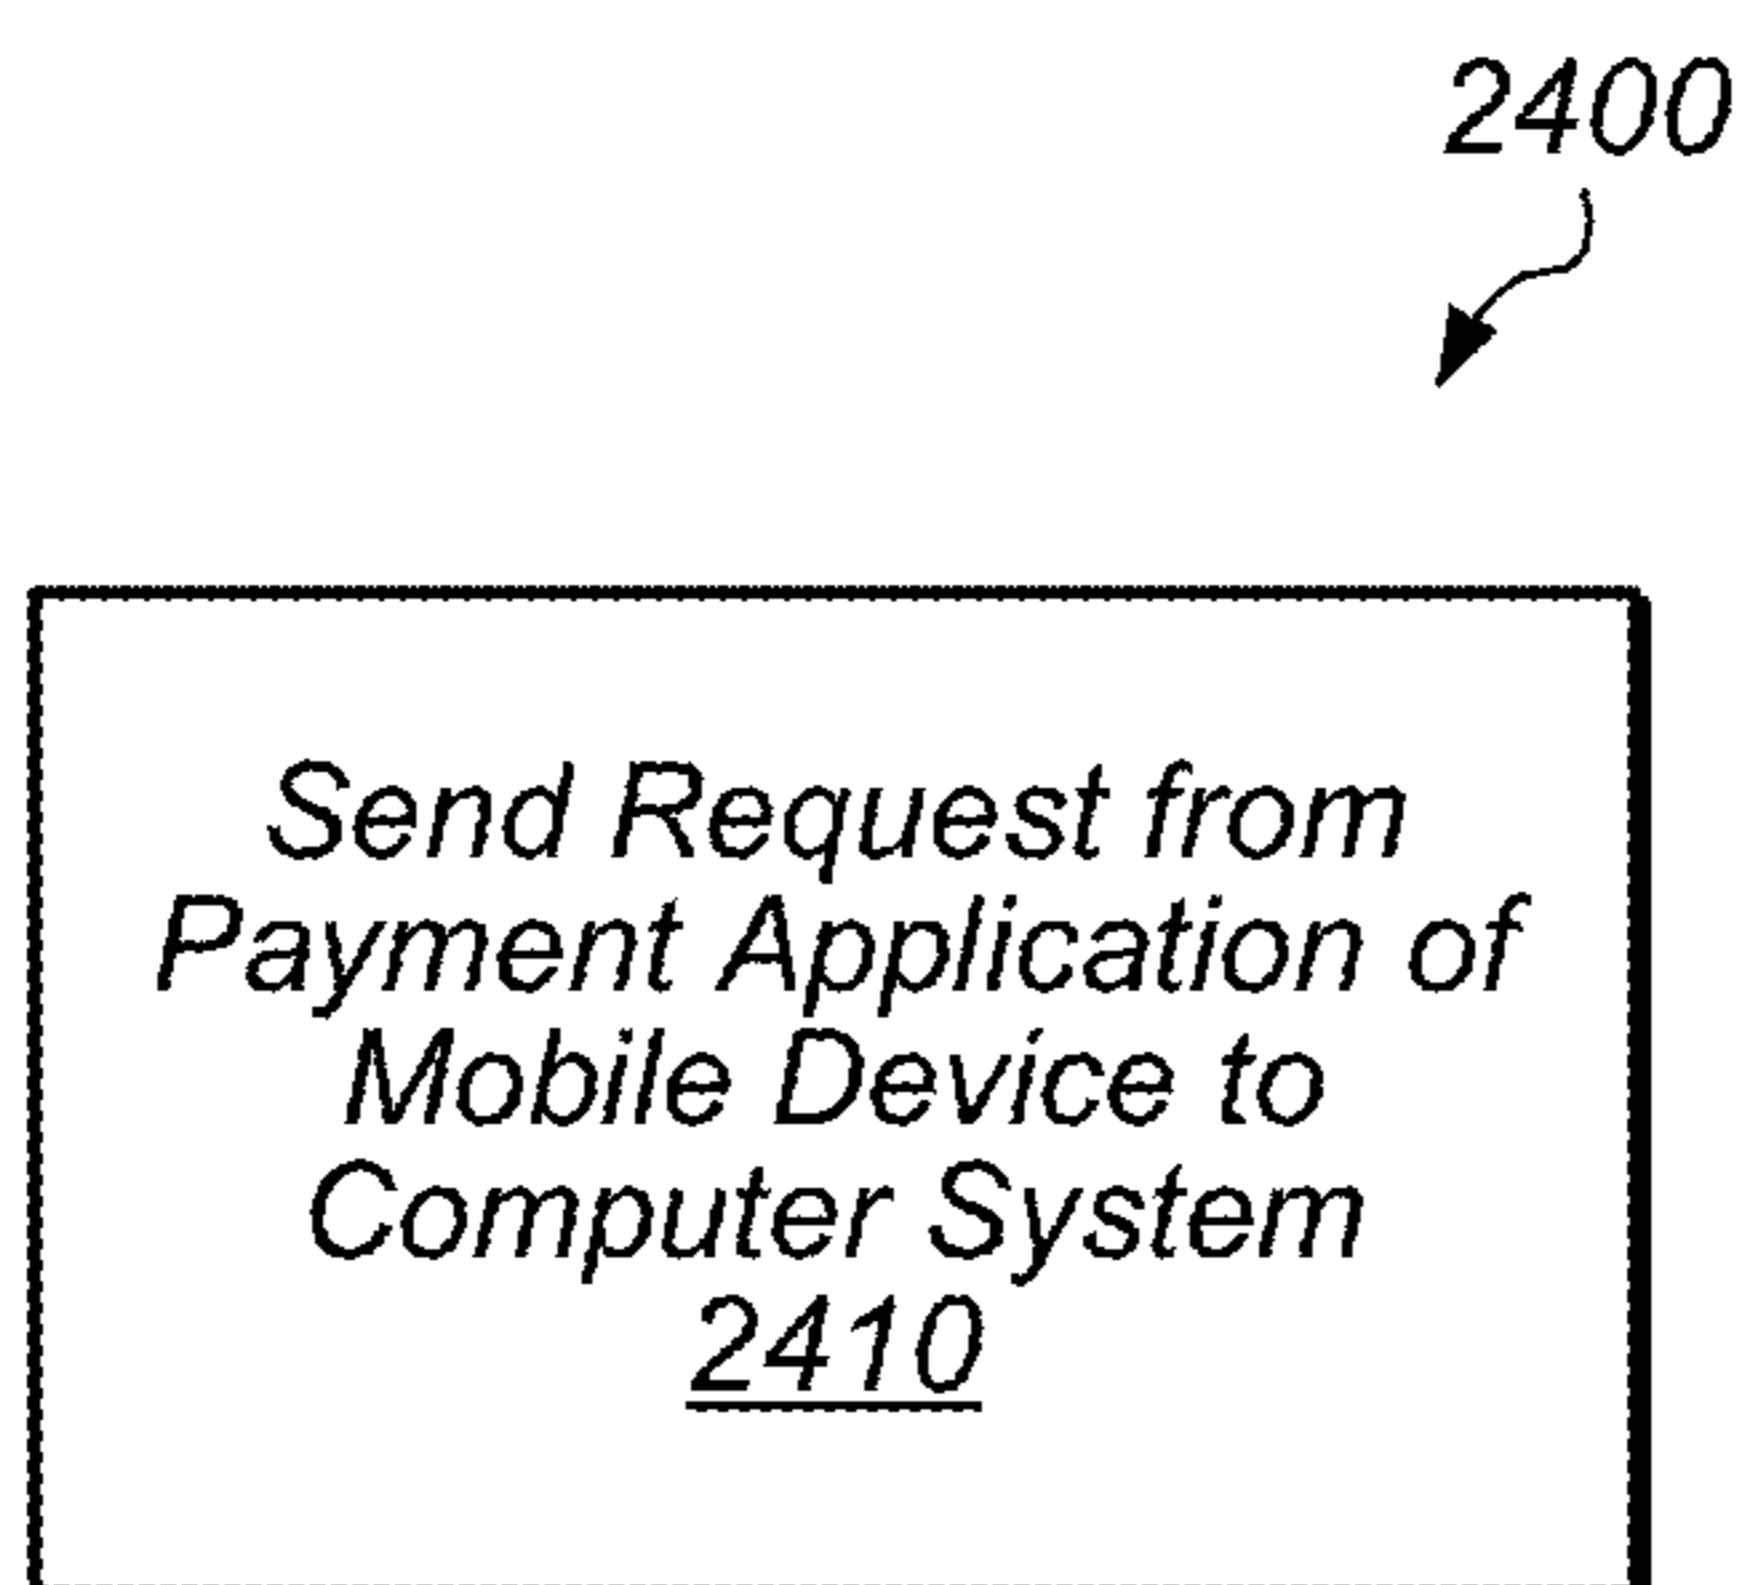 2400
Send Request from
Payment Application of
Mobile Device to
Computer System
2410